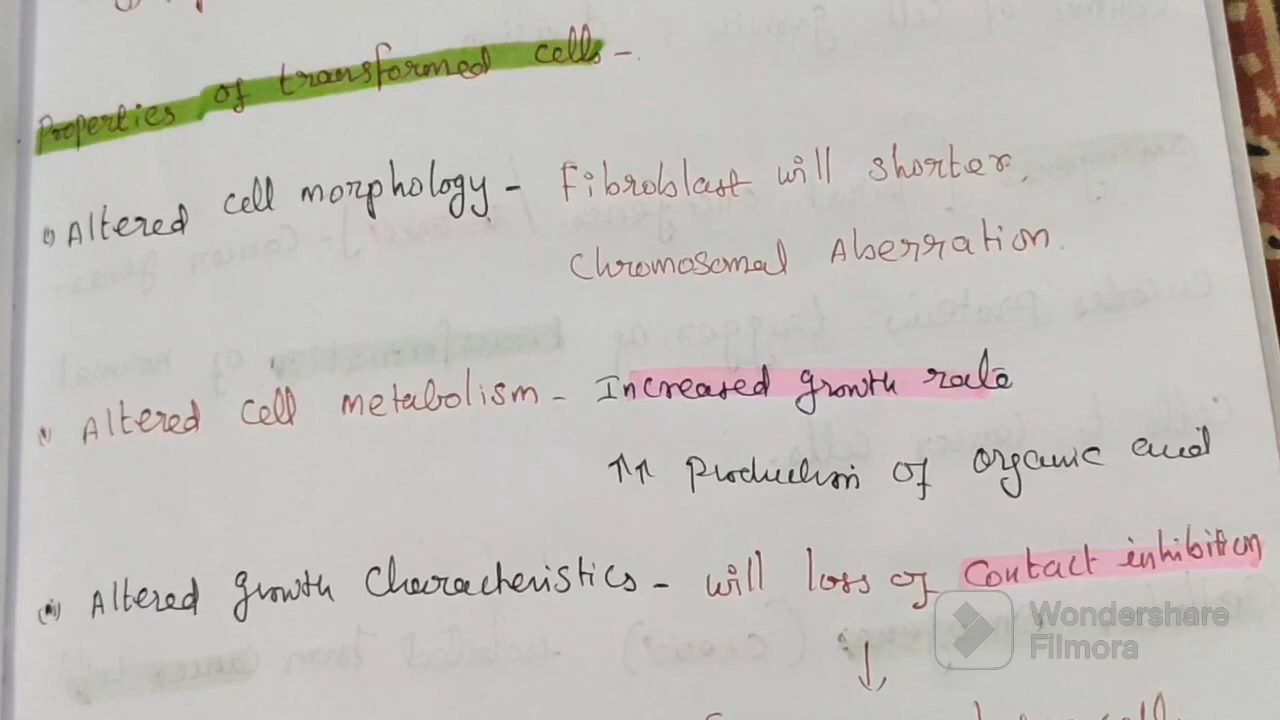 Properties of transformed cells -
i) Altered cell morphology - Fibroblast will shorter.
Chromosomal Aberration.
Altered cell metabolism - Increased growth rate
↑↑ Production of organic acid
Altered growth Characheristics - will loss of Contact inhibition
↓
Wondershare
Filmora